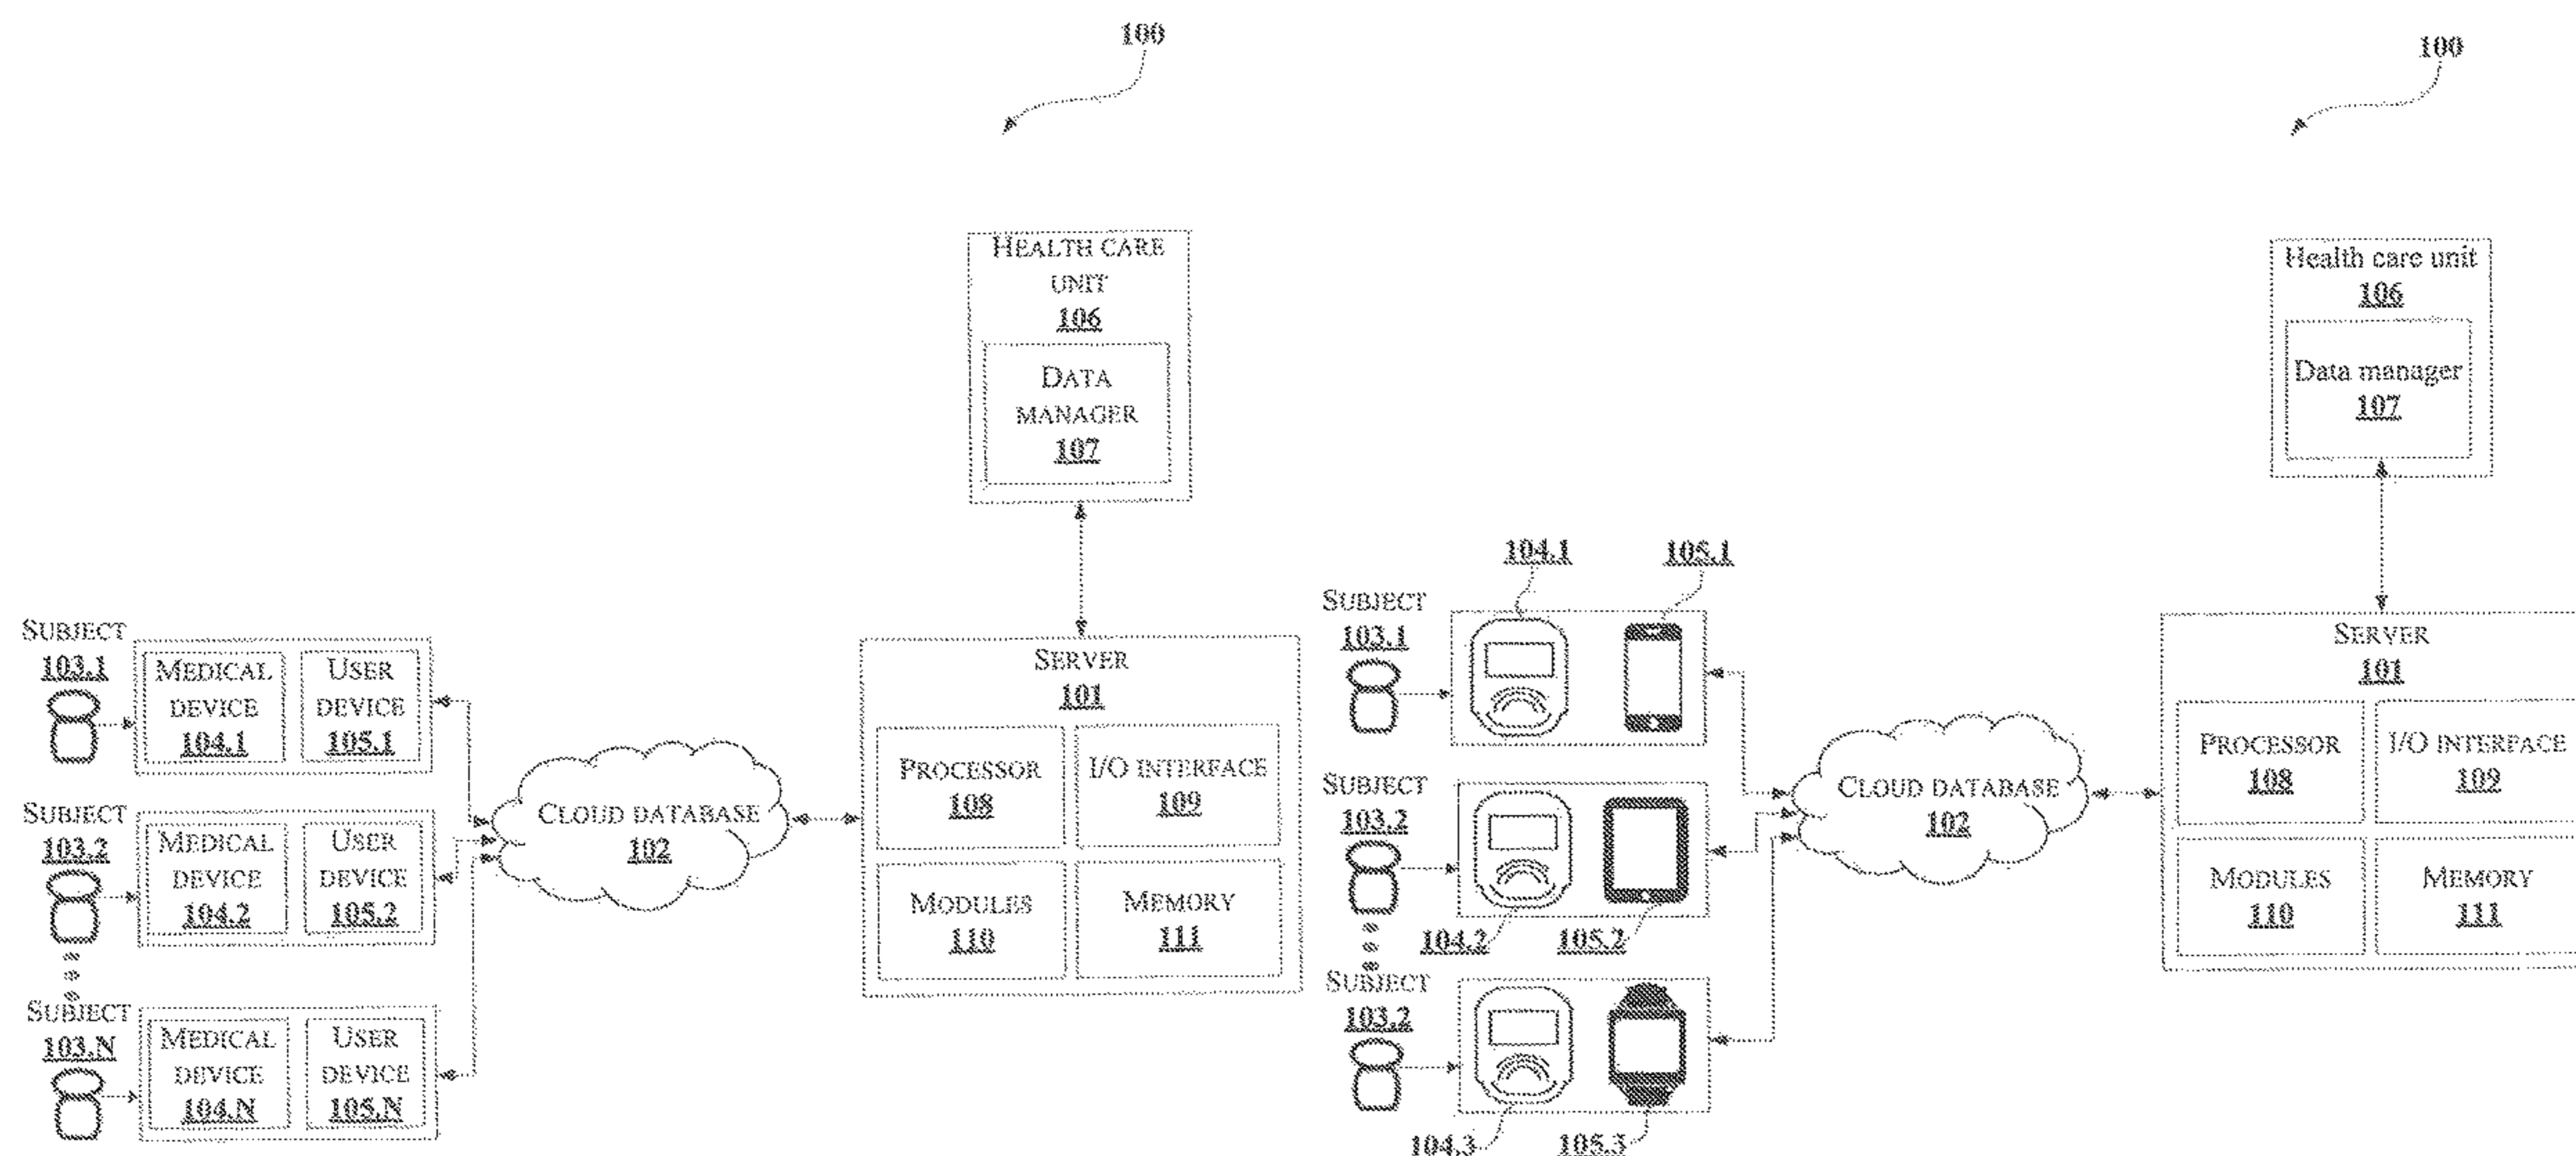 100
HEALTH CARE
UNIT
106
DATA
MANAGER
107
SUBJECT
103.1
MEDICAL
DEVICE
104.1
USER
DEVICE
105.1
SUBJECT
103.2
MEDICAL
DEVICE
104.2
USER
DEVICE
105.2
SUBJECT
103.N
MEDICAL
DEVICE
104.N
USER
DEVICE
105.N
CLOUD DATABASE
102
SERVER
101
PROCESSOR
108
I/O INTERFACE
109
MODULES
110
MEMORY
111
100
Health care unit
106
Data manager
107
104.1
105.1
SUBJECT
103.1
SUBJECT
103.2
104.2
105.2
SUBJECT
103.2
104.3
105.3
CLOUD DATABASE
102
SERVER
101
PROCESSOR
108
I/O INTERFACE
109
MODULES
110
MEMORY
111